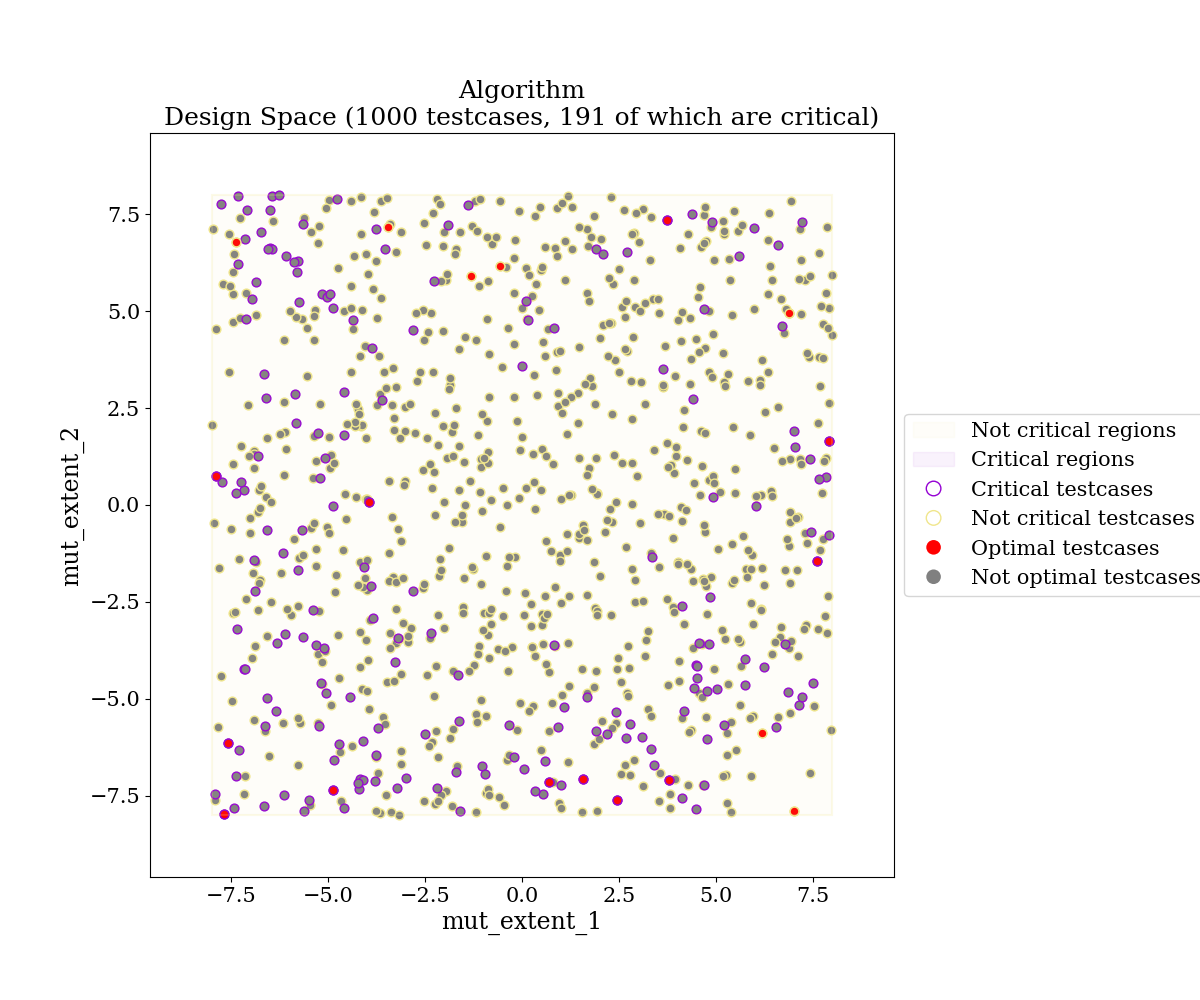 Algorithm
Design Space (1000 testcases, 191 of which are critical)
7.5
5.0
2.5
0.0
−2.5
−5.0
−7.5
mut_extent_2
−7.5
−5.0
−2.5
0.0
2.5
5.0
7.5
mut_extent_1
Not critical regions
Critical regions
Critical testcases
Not critical testcases
Optimal testcases
Not optimal testcases